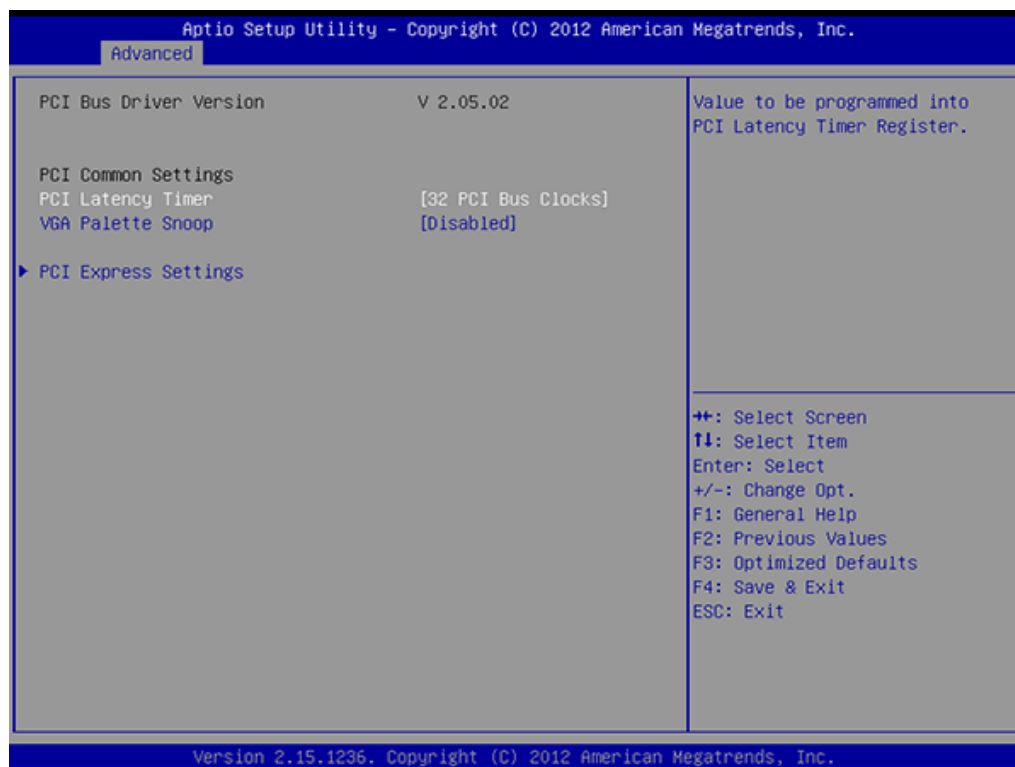 Aptio Setup Utility – Copyright (C) 2012 American Megatrends, Inc.
Advanced
PCI Bus Driver Version V 2.05.02
PCI Common Settings
PCI Latency Timer [32 PCI Bus Clocks]
VGA Palette Snoop [Disabled]
PCI Express Settings
Value to be programmed into
PCI Latency Timer Register.
→←: Select Screen
↑↓: Select Item
Enter: Select
+/-: Change Opt.
F1: General Help
F2: Previous Values
F3: Optimized Defaults
F4: Save & Exit
ESC: Exit
Version 2.15.1236. Copyright (C) 2012 American Megatrends, Inc.